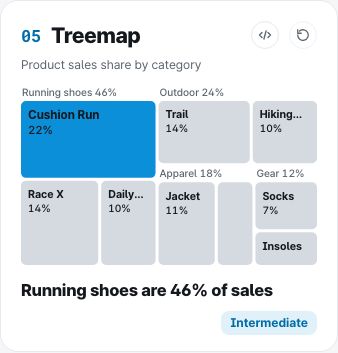 05 Treemap
Product sales share by category
Running shoes 46%
Outdoor 24%
Cushion Run
22%
Trail
14%
Hiking...
10%
Apparel 18%
Gear 12%
Race X
14%
Daily...
10%
Jacket
11%
Socks
7%
Insoles
Running shoes are 46% of sales
Intermediate